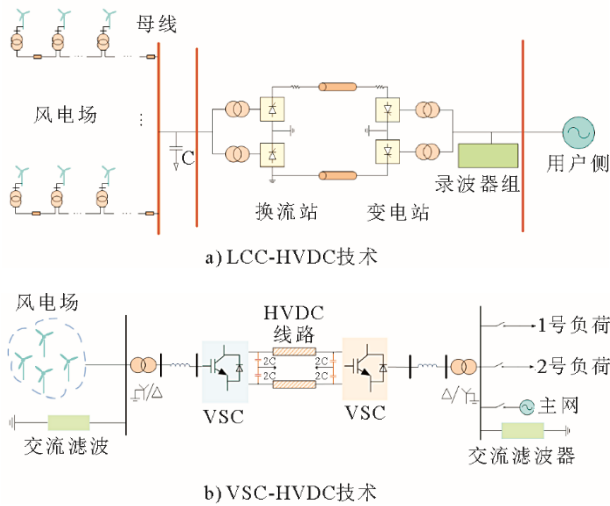 母线
风电场
C
换流站
变电站
录波器组
用户侧
a) LCC-HVDC技术
风电场
HVDC
线路
1号负荷
2号负荷
主网
2C
2C
2C
2C
VSC
VSC
Y/Δ
Δ/Y
交流滤波
交流滤波器
b) VSC-HVDC技术